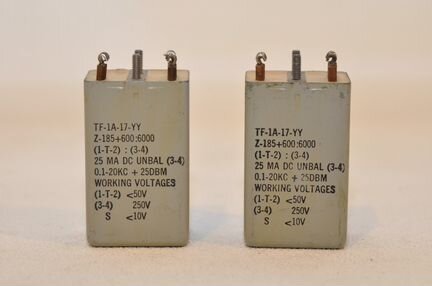 TF-1A-17-YY
Z-185+600:6000
(1-T-2) : (3-4)
25 MA DC UNBAL (3-4)
0.1-20KC + 25DBM
WORKING VOLTAGES
(1-T-2) <50V
(3-4) 250V
S <10V
TF-1A-17-YY
Z-185+600:6000
(1-T-2) : (3-4)
25 MA DC UNBAL (3-4)
0.1-20KC + 25DBM
WORKING VOLTAGES
(1-T-2) <50V
(3-4) 250V
S <10V